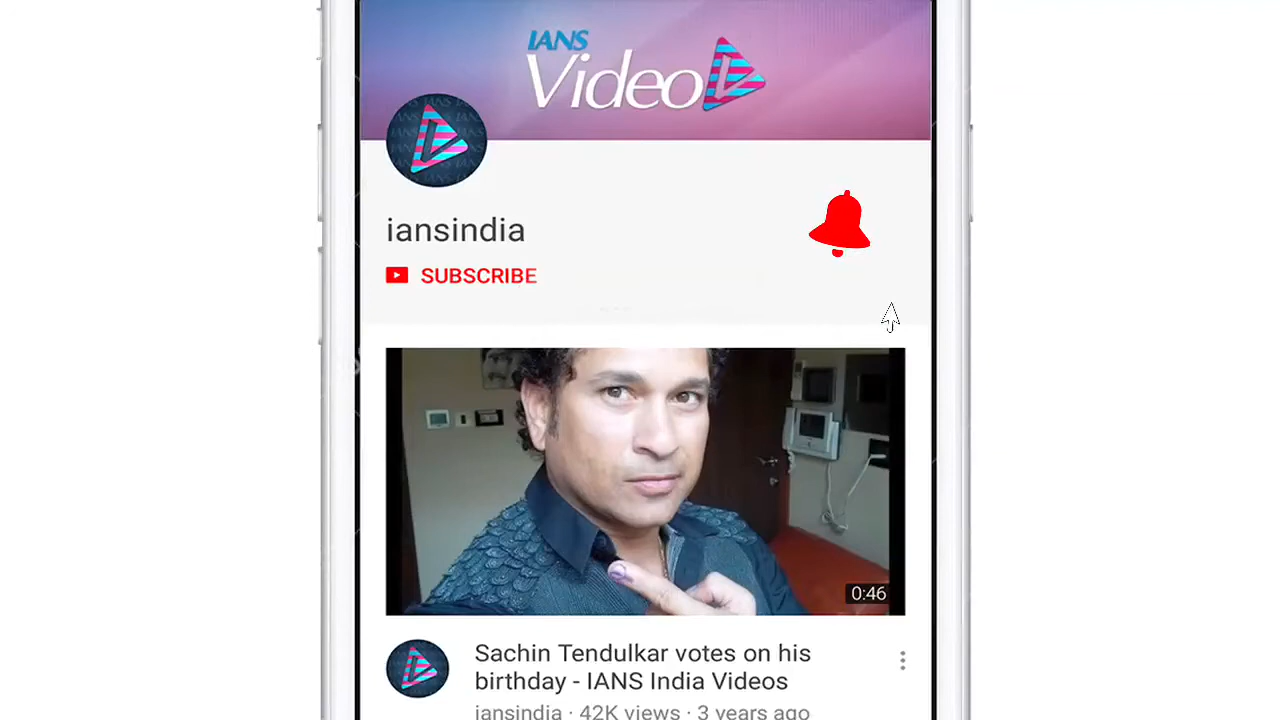 IANS
Video
iansindia
SUBSCRIBE
0:46
Sachin Tendulkar votes on his
birthday - IANS India Videos
iansindia · 42K views · 3 years ago